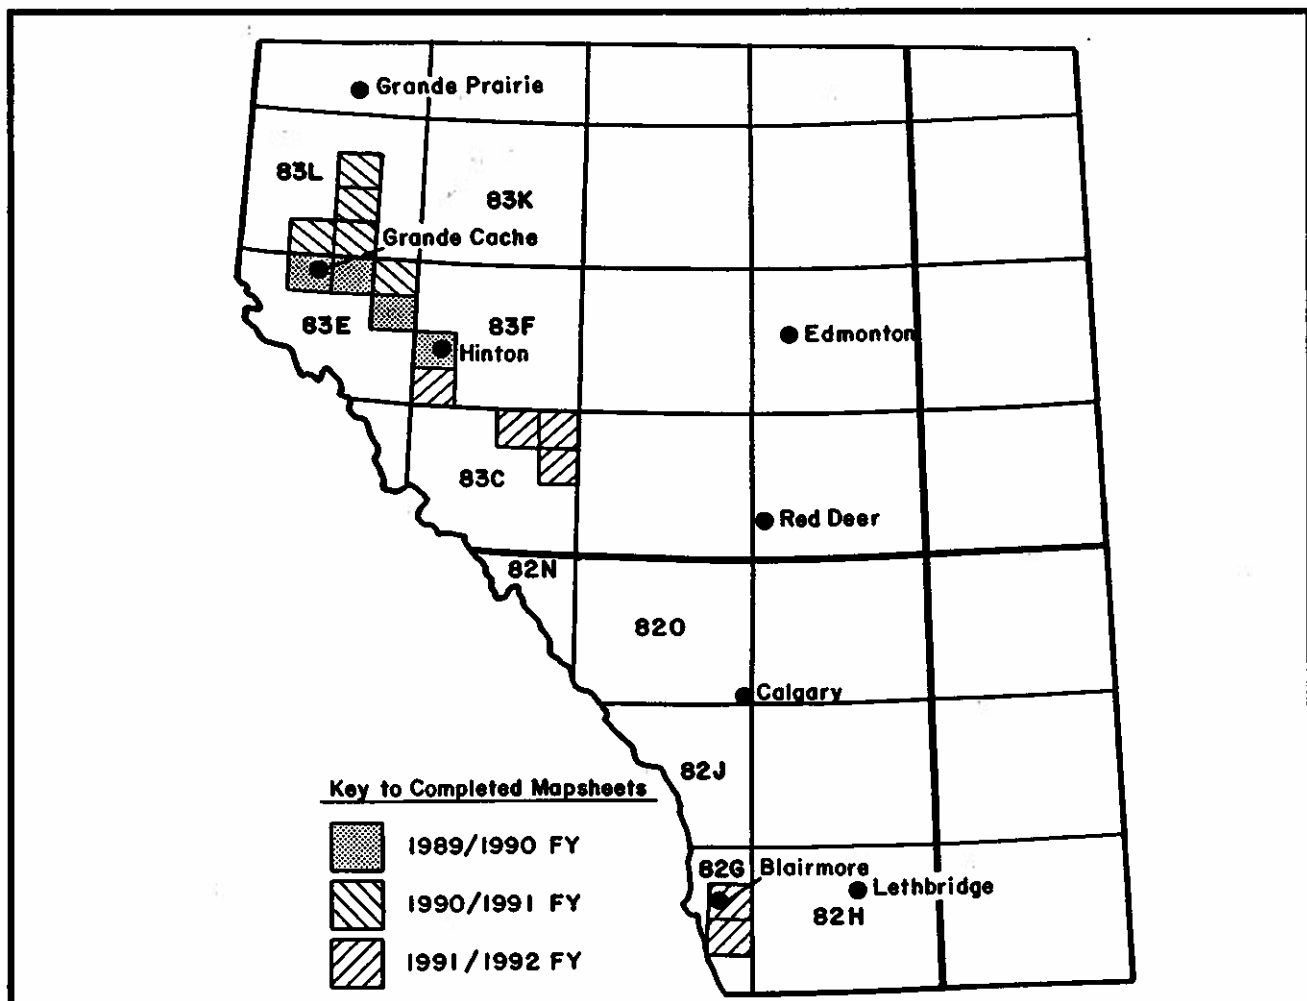 Grande Prairie
83L
83K
Grande Cache
83E
83F
Edmonton
Hinton
83C
Red Deer
82N
82O
Calgary
82J
Key to Completed Mapsheets
1989/1990 FY
82G
Blairmore
Lethbridge
1990/1991 FY
82H
1991/1992 FY